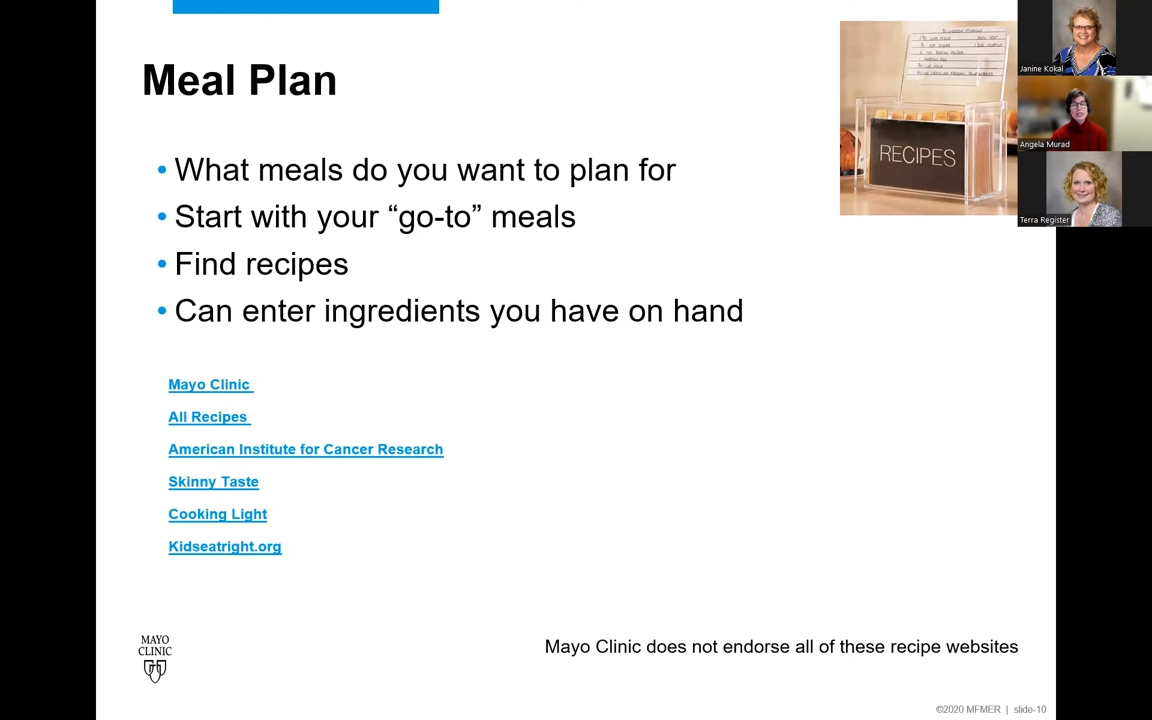 Meal Plan
• What meals do you want to plan for
• Start with your “go-to” meals
• Find recipes
• Can enter ingredients you have on hand
Mayo Clinic
All Recipes
American Institute for Cancer Research
Skinny Taste
Cooking Light
Kidseatright.org
RECIPES
Janine Kokal
Angela Murad
Terra Register
MAYO
CLINIC
Mayo Clinic does not endorse all of these recipe websites
©2020 MFMER | slide-10